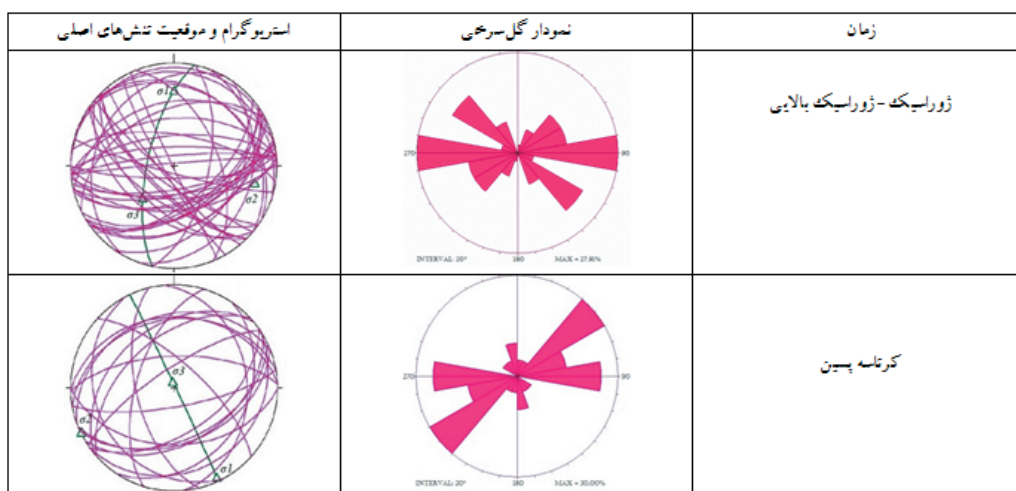 زمان
نمودار گل‌سرخی
استریوگرام و موقعیت تنش‌های اصلی
ژوراسیک - ژوراسیک بالایی
270
90
INTERVAL: 20°
180
MAX = 27.81%
σ1
σ2
σ3
کرتاسه پسین
270
90
INTERVAL: 20°
180
MAX = 30.00%
σ3
σ2
σ1